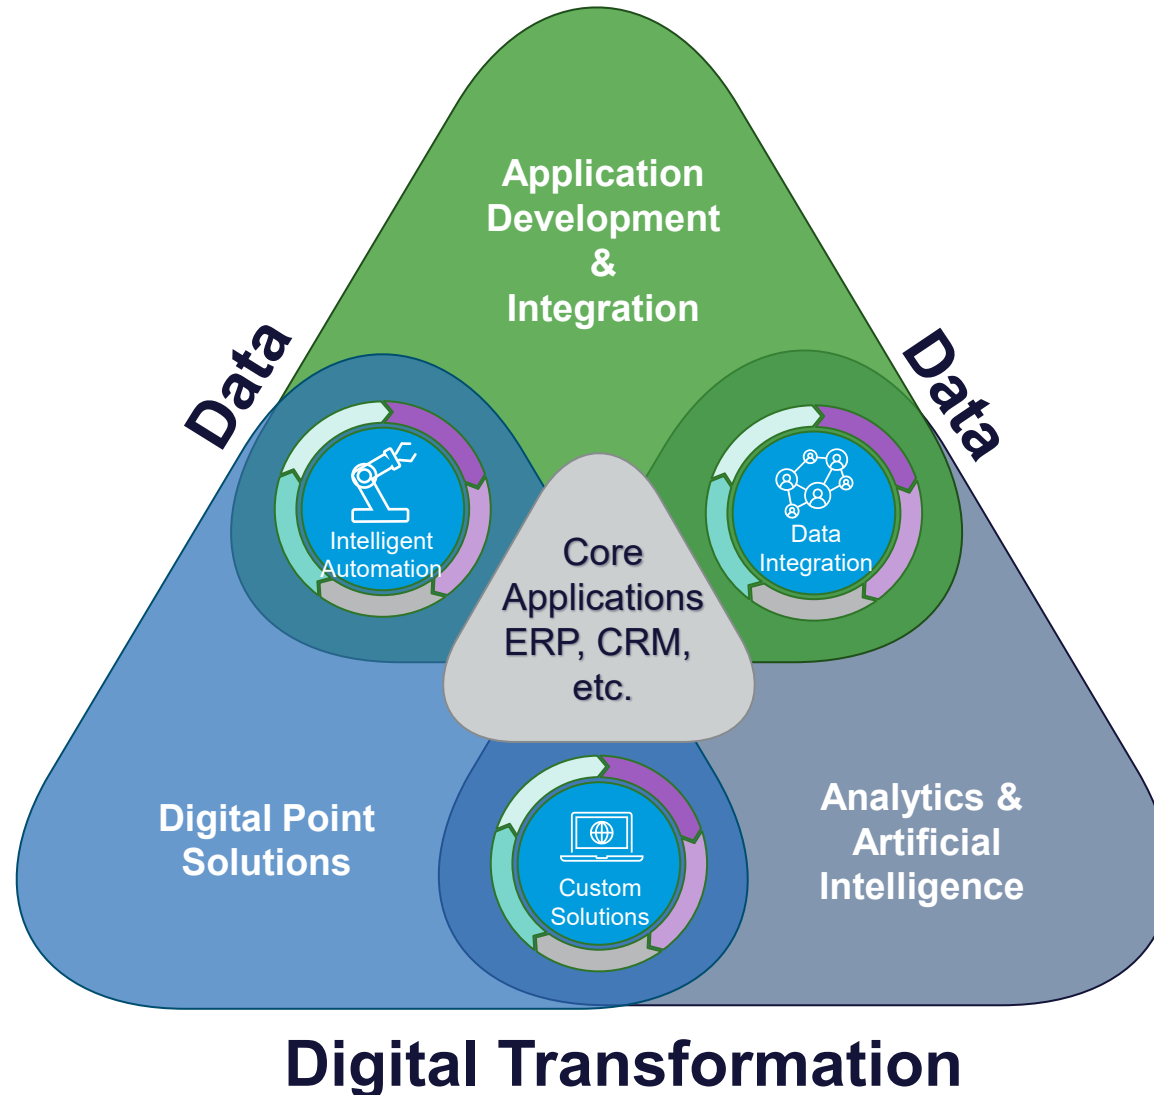 Application
Development
&
Integration
Data
Data
Intelligent
Automation
Data
Integration
Core
Applications
ERP, CRM,
etc.
Digital Point
Solutions
Custom
Solutions
Analytics &
Artificial
Intelligence
Digital Transformation